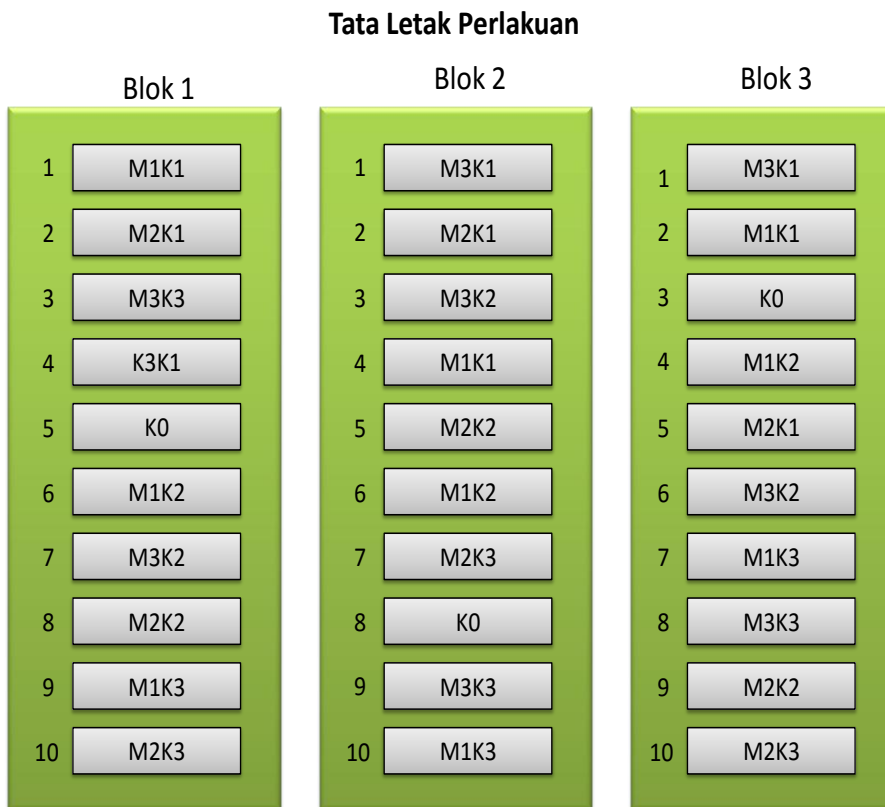 Tata Letak Perlakuan
Blok 1
1 M1K1
2 M2K1
3 M3K3
4 K3K1
5 K0
6 M1K2
7 M3K2
8 M2K2
9 M1K3
10 M2K3
Blok 2
1 M3K1
2 M2K1
3 M3K2
4 M1K1
5 M2K2
6 M1K2
7 M2K3
8 K0
9 M3K3
10 M1K3
Blok 3
1 M3K1
2 M1K1
3 K0
4 M1K2
5 M2K1
6 M3K2
7 M1K3
8 M3K3
9 M2K2
10 M2K3